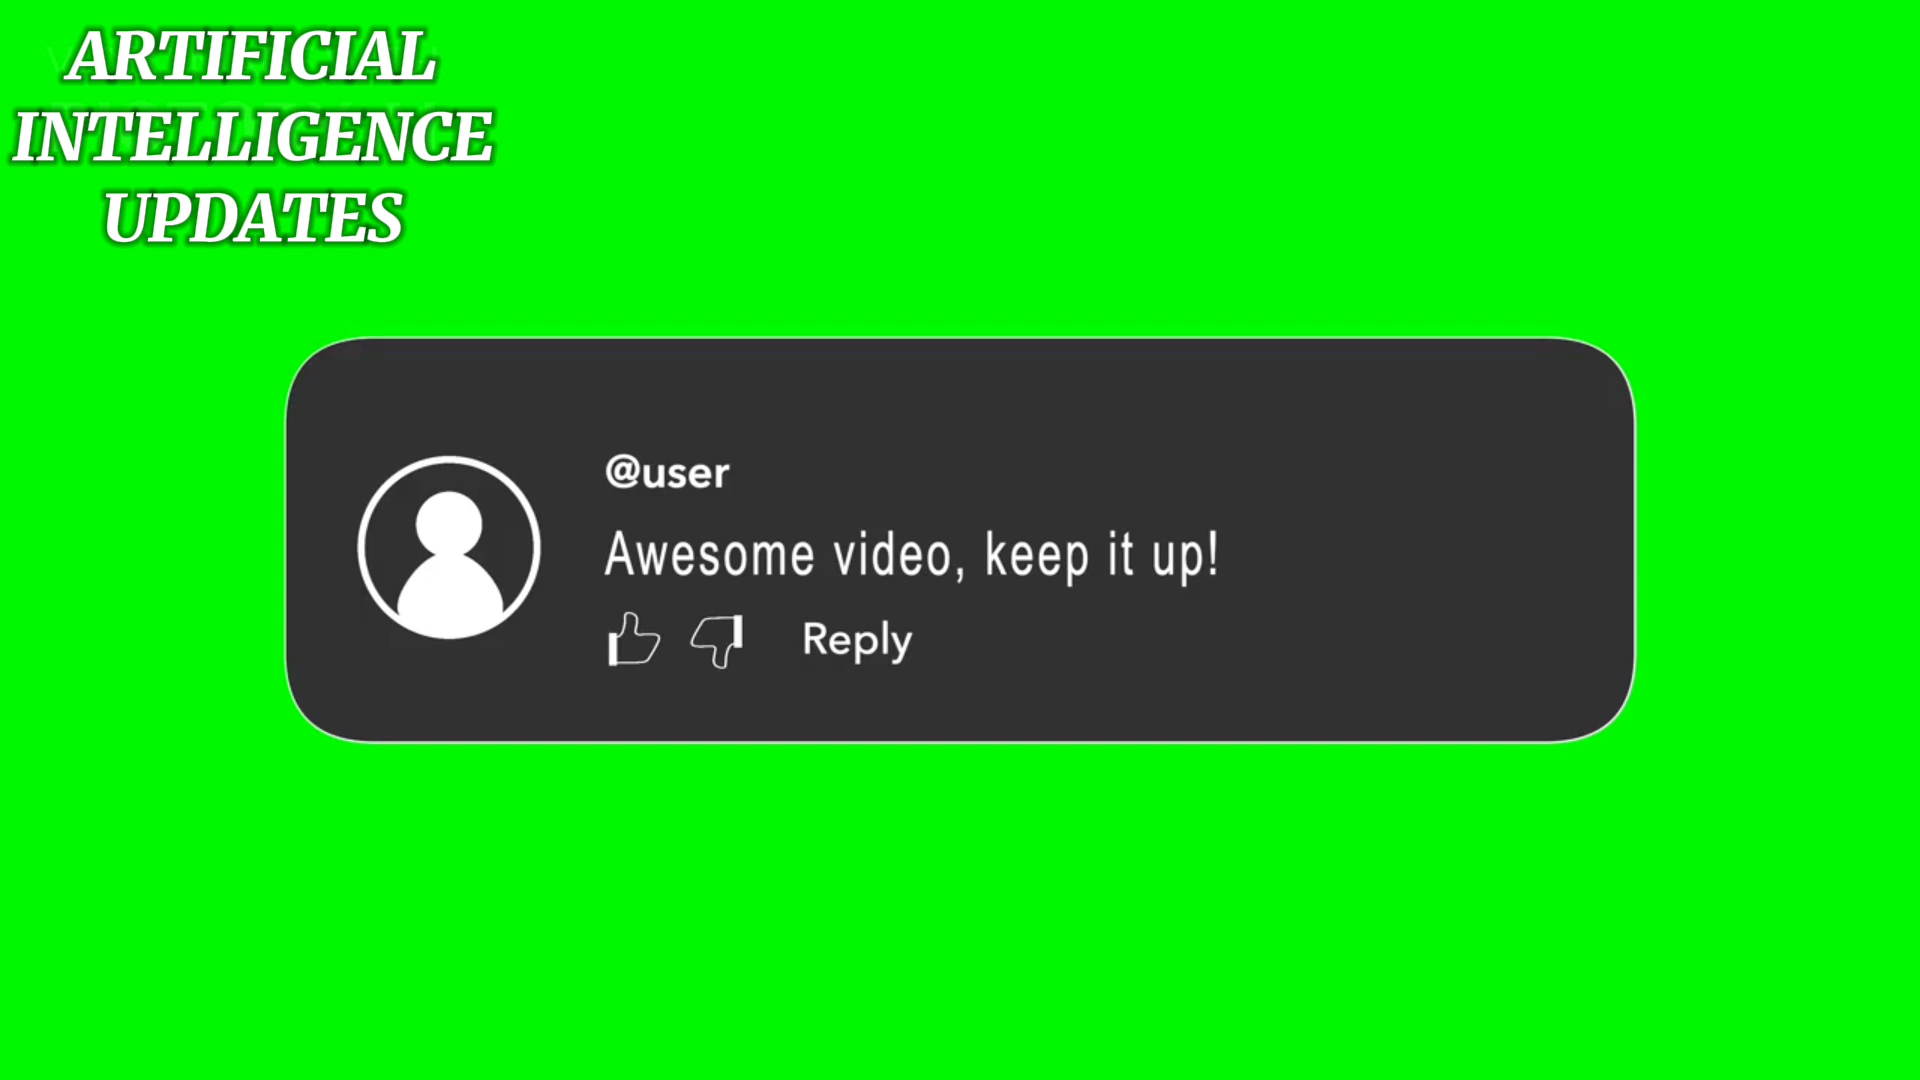 ARTIFICIAL
INTELLIGENCE
UPDATES
@user
Awesome video, keep it up!
Reply